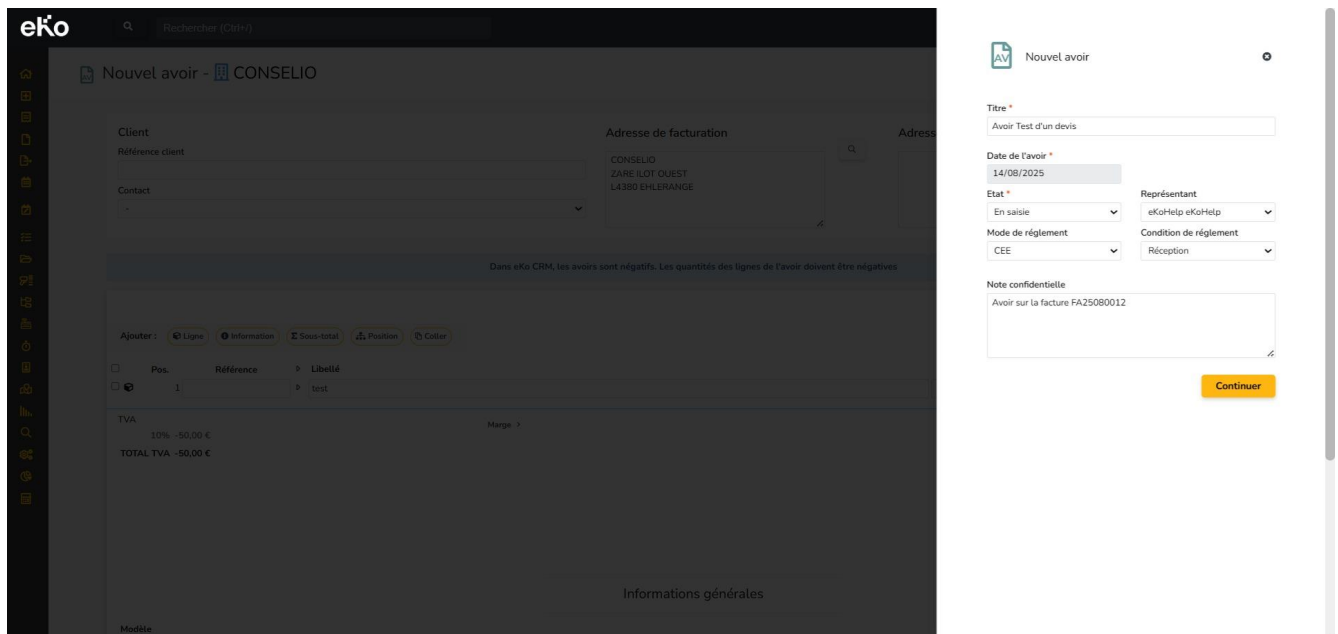 eKo
Rechercher (Ctrl+/)
Nouvel avoir - CONSELIO
Client
Référence client
Contact
-
Adresse de facturation
CONSELIO
ZARE ILOT OUEST
L4380 EHLERANGE
Adress
Dans eKo CRM, les avoirs sont négatifs. Les quantités des lignes de l'avoir doivent être négatives
Ajouter : Ligne Information Σ Sous-total Position Coller
Pos. Référence » Libellé
1 » test
TVA
10% -50,00 €
TOTAL TVA -50,00 €
Marge >
Informations générales
Modèle
AV Nouvel avoir
Titre *
Avoir Test d'un devis
Date de l'avoir *
14/08/2025
Etat * Représentant
En saisie eKoHelp eKoHelp
Mode de réglement Condition de réglement
CEE Réception
Note confidentielle
Avoir sur la facture FA25080012
Continuer